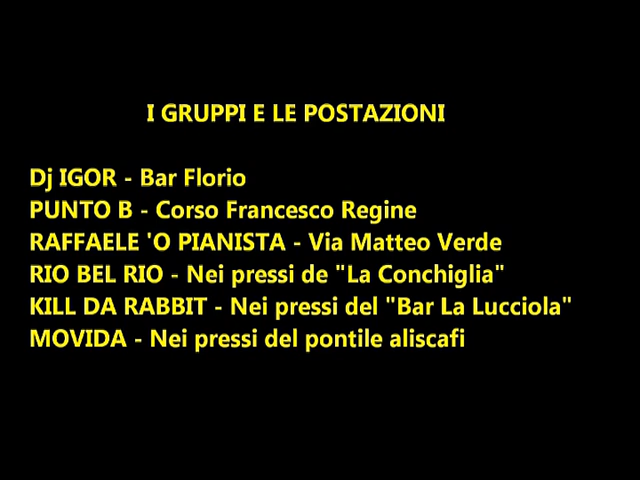 I GRUPPI E LE POSTAZIONI
Dj IGOR - Bar Florio
PUNTO B - Corso Francesco Regine
RAFFAELE 'O PIANISTA - Via Matteo Verde
RIO BEL RIO - Nei pressi de "La Conchiglia"
KILL DA RABBIT - Nei pressi del "Bar La Lucciola"
MOVIDA - Nei pressi del pontile aliscafi